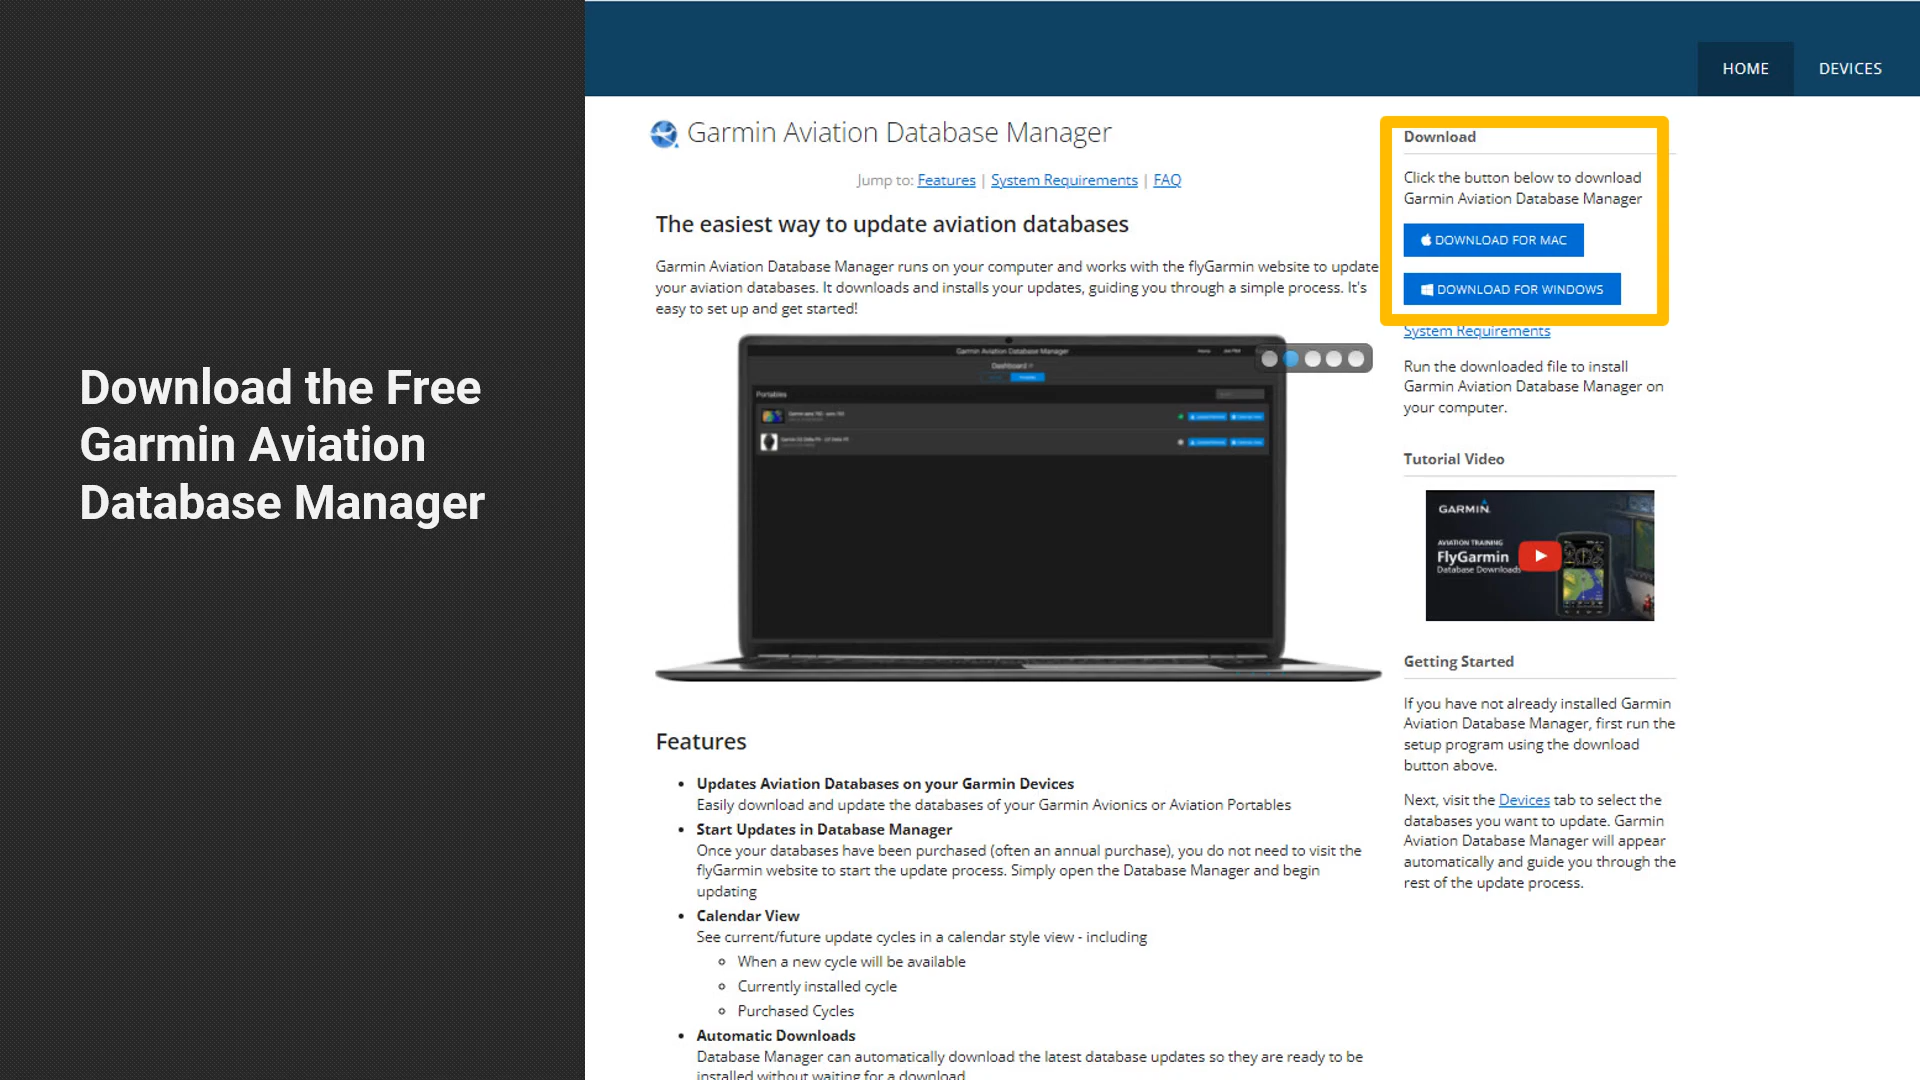 Download the Free
Garmin Aviation
Database Manager
HOME
DEVICES
Garmin Aviation Database Manager
Jump to: Features | System Requirements | FAQ
The easiest way to update aviation databases
Garmin Aviation Database Manager runs on your computer and works with the flyGarmin website to update
your aviation databases. It downloads and installs your updates, guiding you through a simple process. It's
easy to set up and get started!
Garmin Aviation Database Manager
Dashboard
Portables
Features
• Updates Aviation Databases on your Garmin Devices
Easily download and update the databases of your Garmin Avionics or Aviation Portables
• Start Updates in Database Manager
Once your databases have been purchased (often an annual purchase), you do not need to visit the
flyGarmin website to start the update process. Simply open the Database Manager and begin
updating
• Calendar View
See current/future update cycles in a calendar style view - including
◦ When a new cycle will be available
◦ Currently installed cycle
◦ Purchased Cycles
• Automatic Downloads
Database Manager can automatically download the latest database updates so they are ready to be
installed without waiting for a download
Download
Click the button below to download
Garmin Aviation Database Manager
DOWNLOAD FOR MAC
DOWNLOAD FOR WINDOWS
System Requirements
Run the downloaded file to install
Garmin Aviation Database Manager on
your computer.
Tutorial Video
GARMIN
AVIATION TRAINING
FlyGarmin
Database Downloads
Getting Started
If you have not already installed Garmin
Aviation Database Manager, first run the
setup program using the download
button above.
Next, visit the Devices tab to select the
databases you want to update. Garmin
Aviation Database Manager will appear
automatically and guide you through the
rest of the update process.